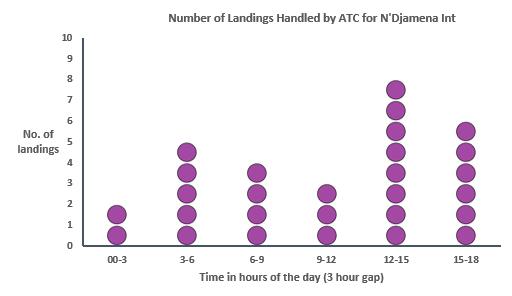 Number of Landings Handled by ATC for N'Djamena Int
10
9
8
7
6
5
4
3
2
1
0
No. of
landings
00-3 3-6 6-9 9-12 12-15 15-18
Time in hours of the day (3 hour gap)